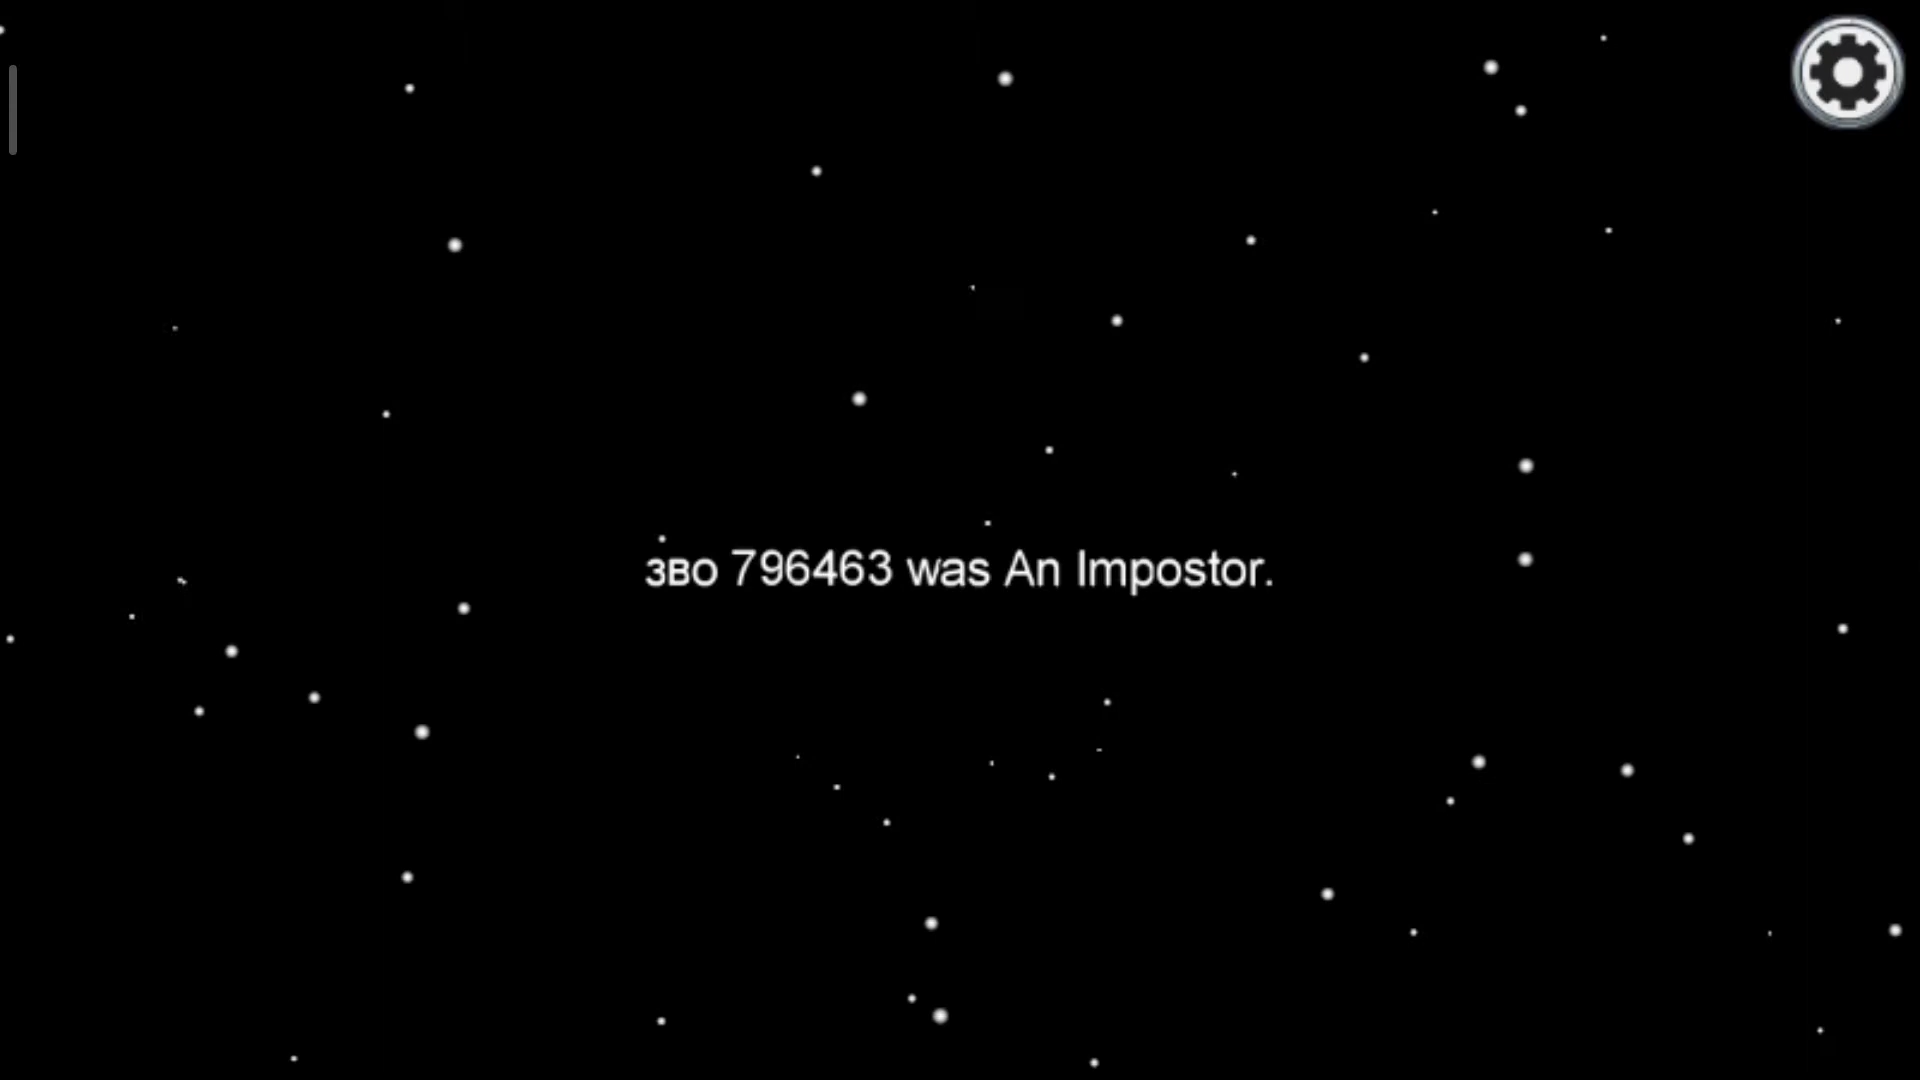 зво 796463 was An Impostor.